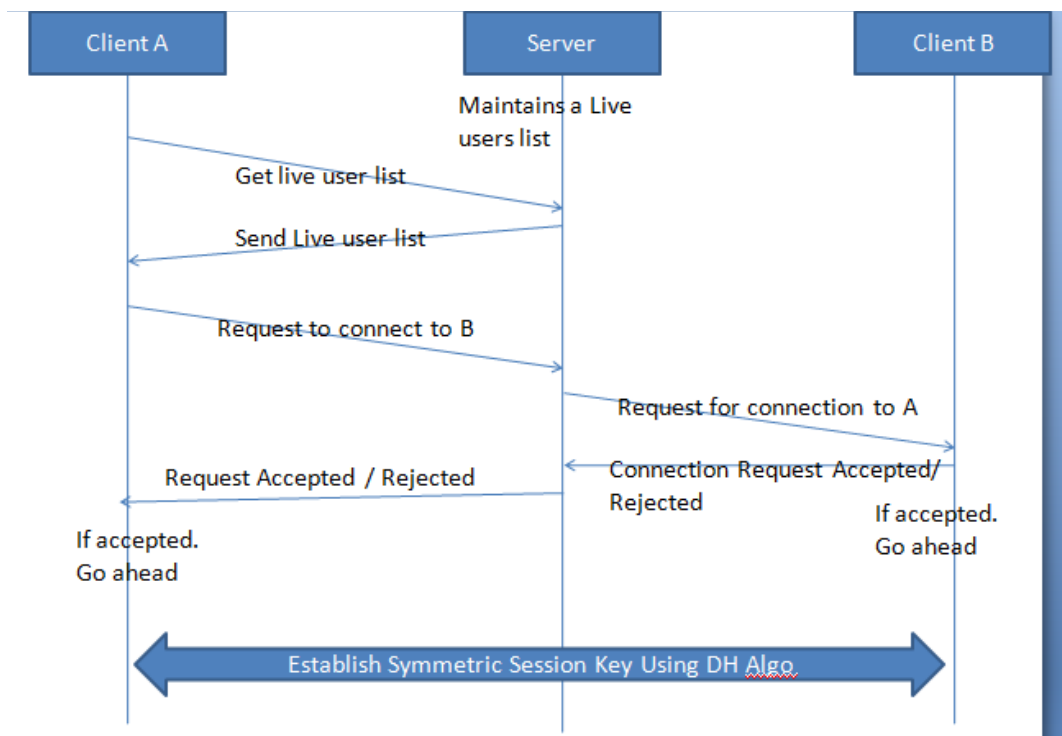 Client A
Server
Client B
Maintains a Live
users list
Get live user list
Send Live user list
Request to connect to B
Request for connection to A
Request Accepted / Rejected
Connection Request Accepted/
Rejected
If accepted.
Go ahead
If accepted.
Go ahead
Establish Symmetric Session Key Using DH Algo